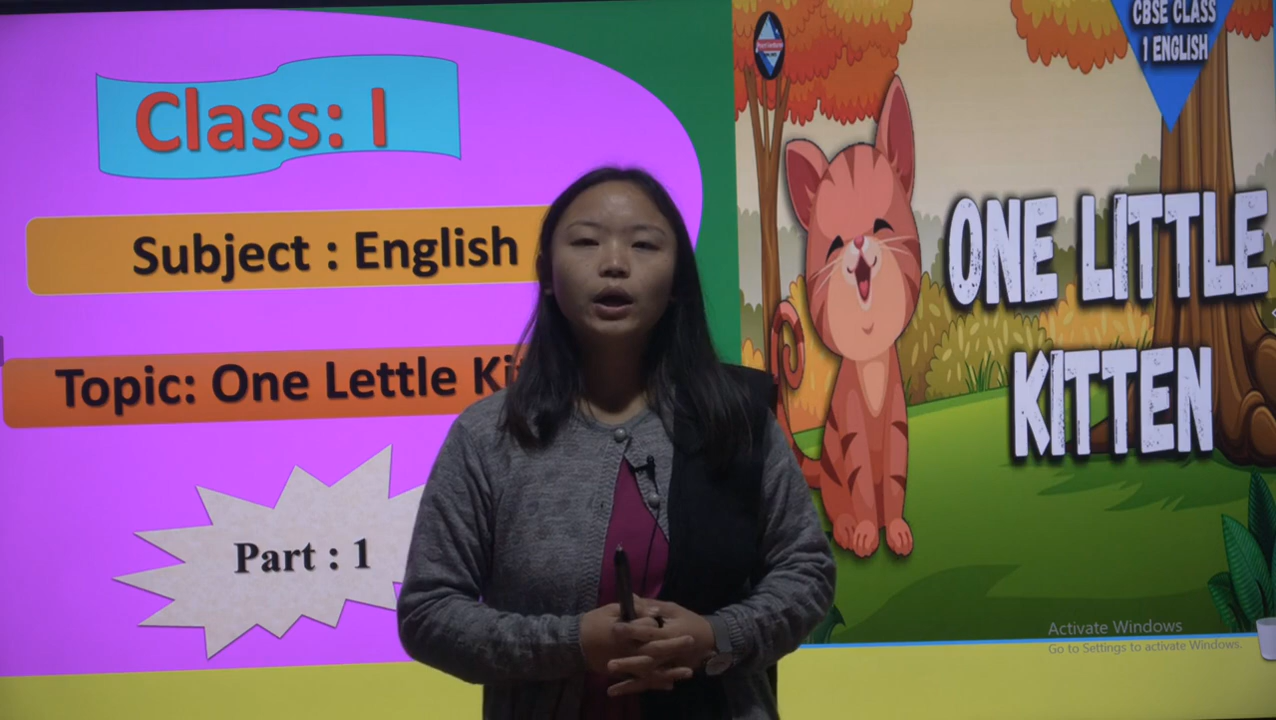 Class: I
Subject : English
Topic: One Lettle Ki
Part : 1
CBSE CLASS
1 ENGLISH
ONE LITTLE
KITTEN
Activate Windows
Go to Settings to activate Windows.